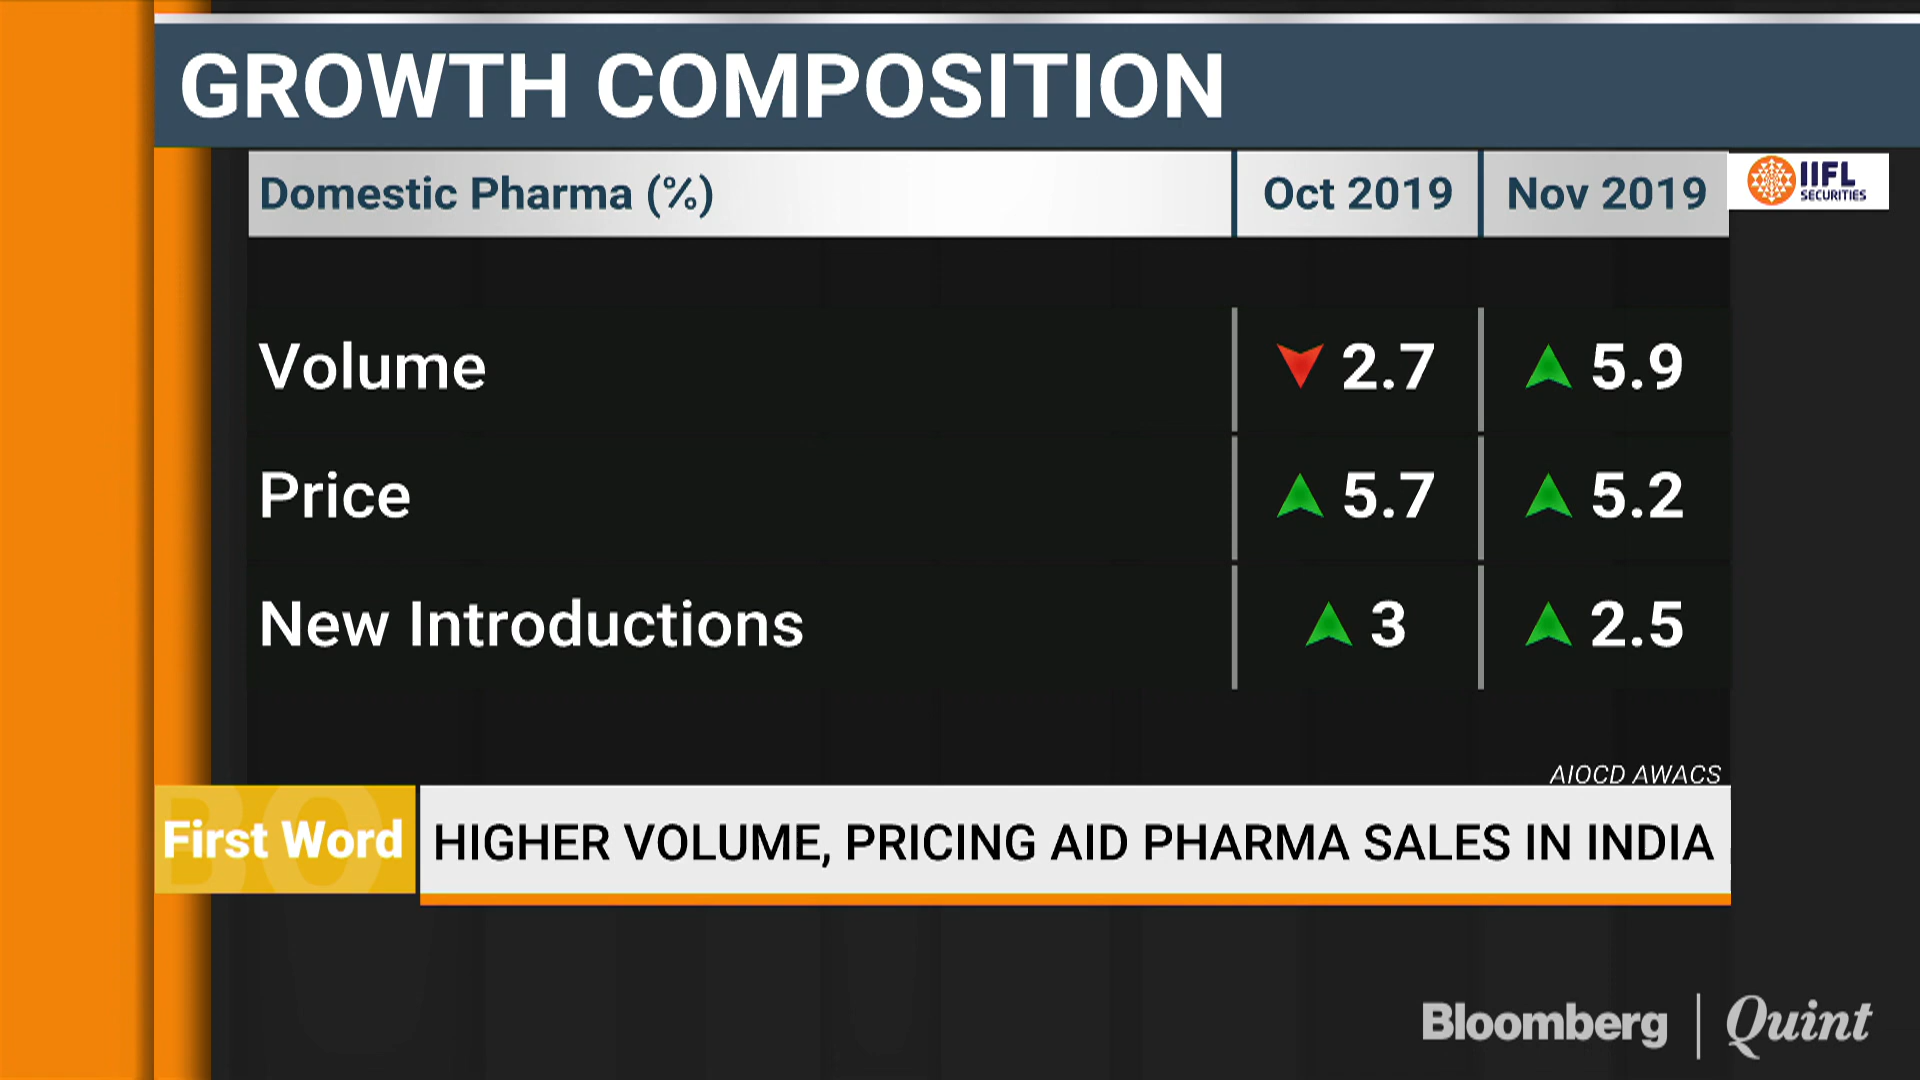 GROWTH COMPOSITION
Domestic Pharma (%) Oct 2019 Nov 2019
IIFL
SECURITIES
Volume 2.7 5.9
Price 5.7 5.2
New Introductions 3 2.5
AIOCD AWACS
First Word HIGHER VOLUME, PRICING AID PHARMA SALES IN INDIA
Bloomberg | Quint